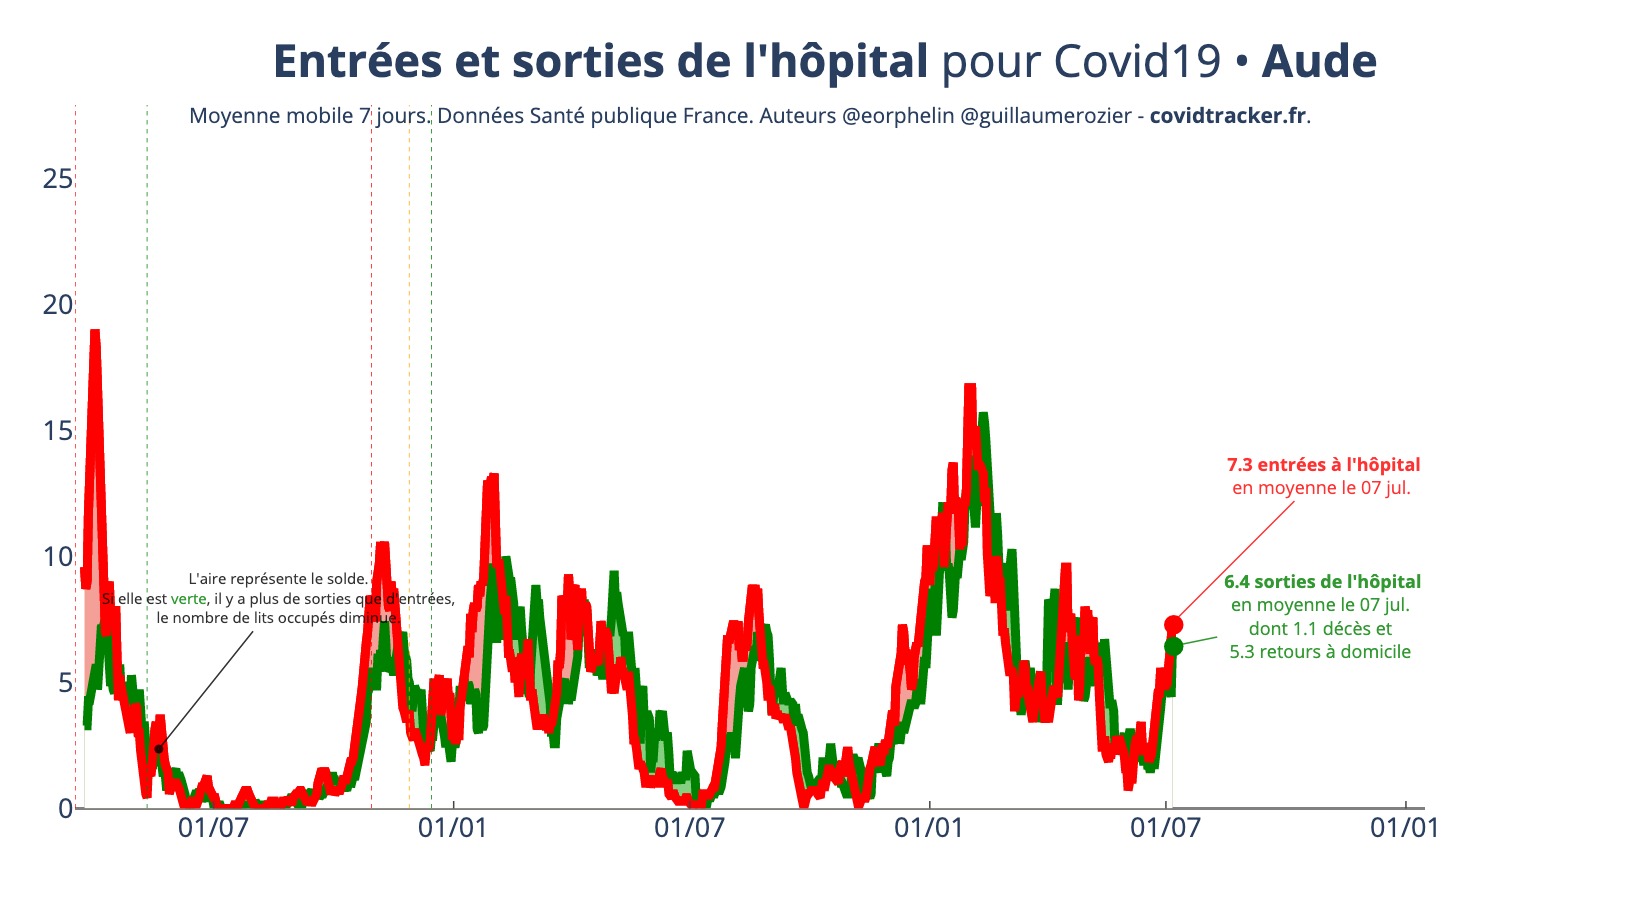 Entrées et sorties de l'hôpital pour Covid19 • Aude
Moyenne mobile 7 jours. Données Santé publique France. Auteurs @eorphelin @guillaumerozier - covidtracker.fr.
25
20
15
10
5
0
L'aire représente le solde.
Si elle est verte, il y a plus de sorties que d'entrées,
le nombre de lits occupés diminue.
7.3 entrées à l'hôpital
en moyenne le 07 jul.
6.4 sorties de l'hôpital
en moyenne le 07 jul.
dont 1.1 décès et
5.3 retours à domicile
01/07
01/01
01/07
01/01
01/07
01/01